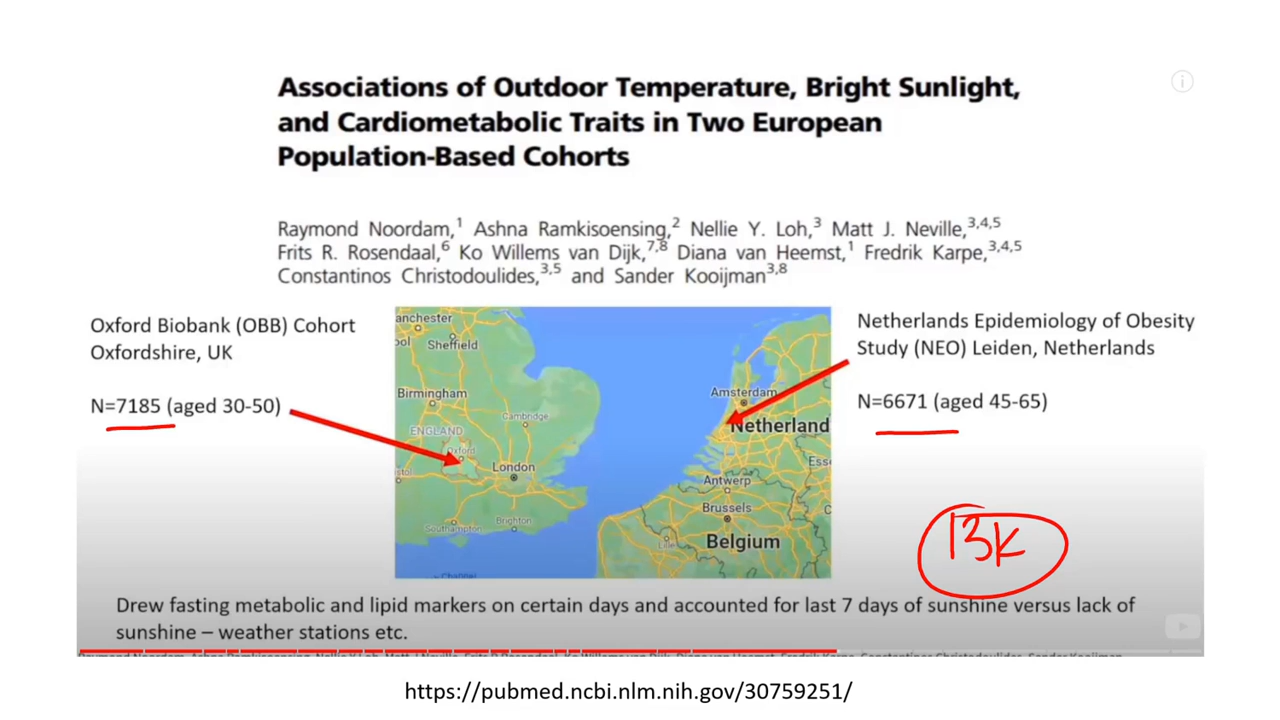 Associations of Outdoor Temperature, Bright Sunlight,
and Cardiometabolic Traits in Two European
Population-Based Cohorts
Raymond Noordam,1 Ashna Ramkisoensing,2 Nellie Y. Loh,3 Matt J. Neville,3,4,5
Frits R. Rosendaal,6 Ko Willems van Dijk,7,8 Diana van Heemst,1 Fredrik Karpe,3,4,5
Constantinos Christodoulides,3,5 and Sander Kooijman3,8
Oxford Biobank (OBB) Cohort
Oxfordshire, UK
N=7185 (aged 30-50)
anchester
ool
Sheffield
Birmingham
Cambridge
ENGLAND
Oxford
istol
London
Southampton
Brighton
Channel
Amsterdam
Netherland
Esse
Antwerp
Brussels
Lille
Belgium
C
Netherlands Epidemiology of Obesity
Study (NEO) Leiden, Netherlands
N=6671 (aged 45-65)
13K
Drew fasting metabolic and lipid markers on certain days and accounted for last 7 days of sunshine versus lack of
sunshine – weather stations etc.
https://pubmed.ncbi.nlm.nih.gov/30759251/